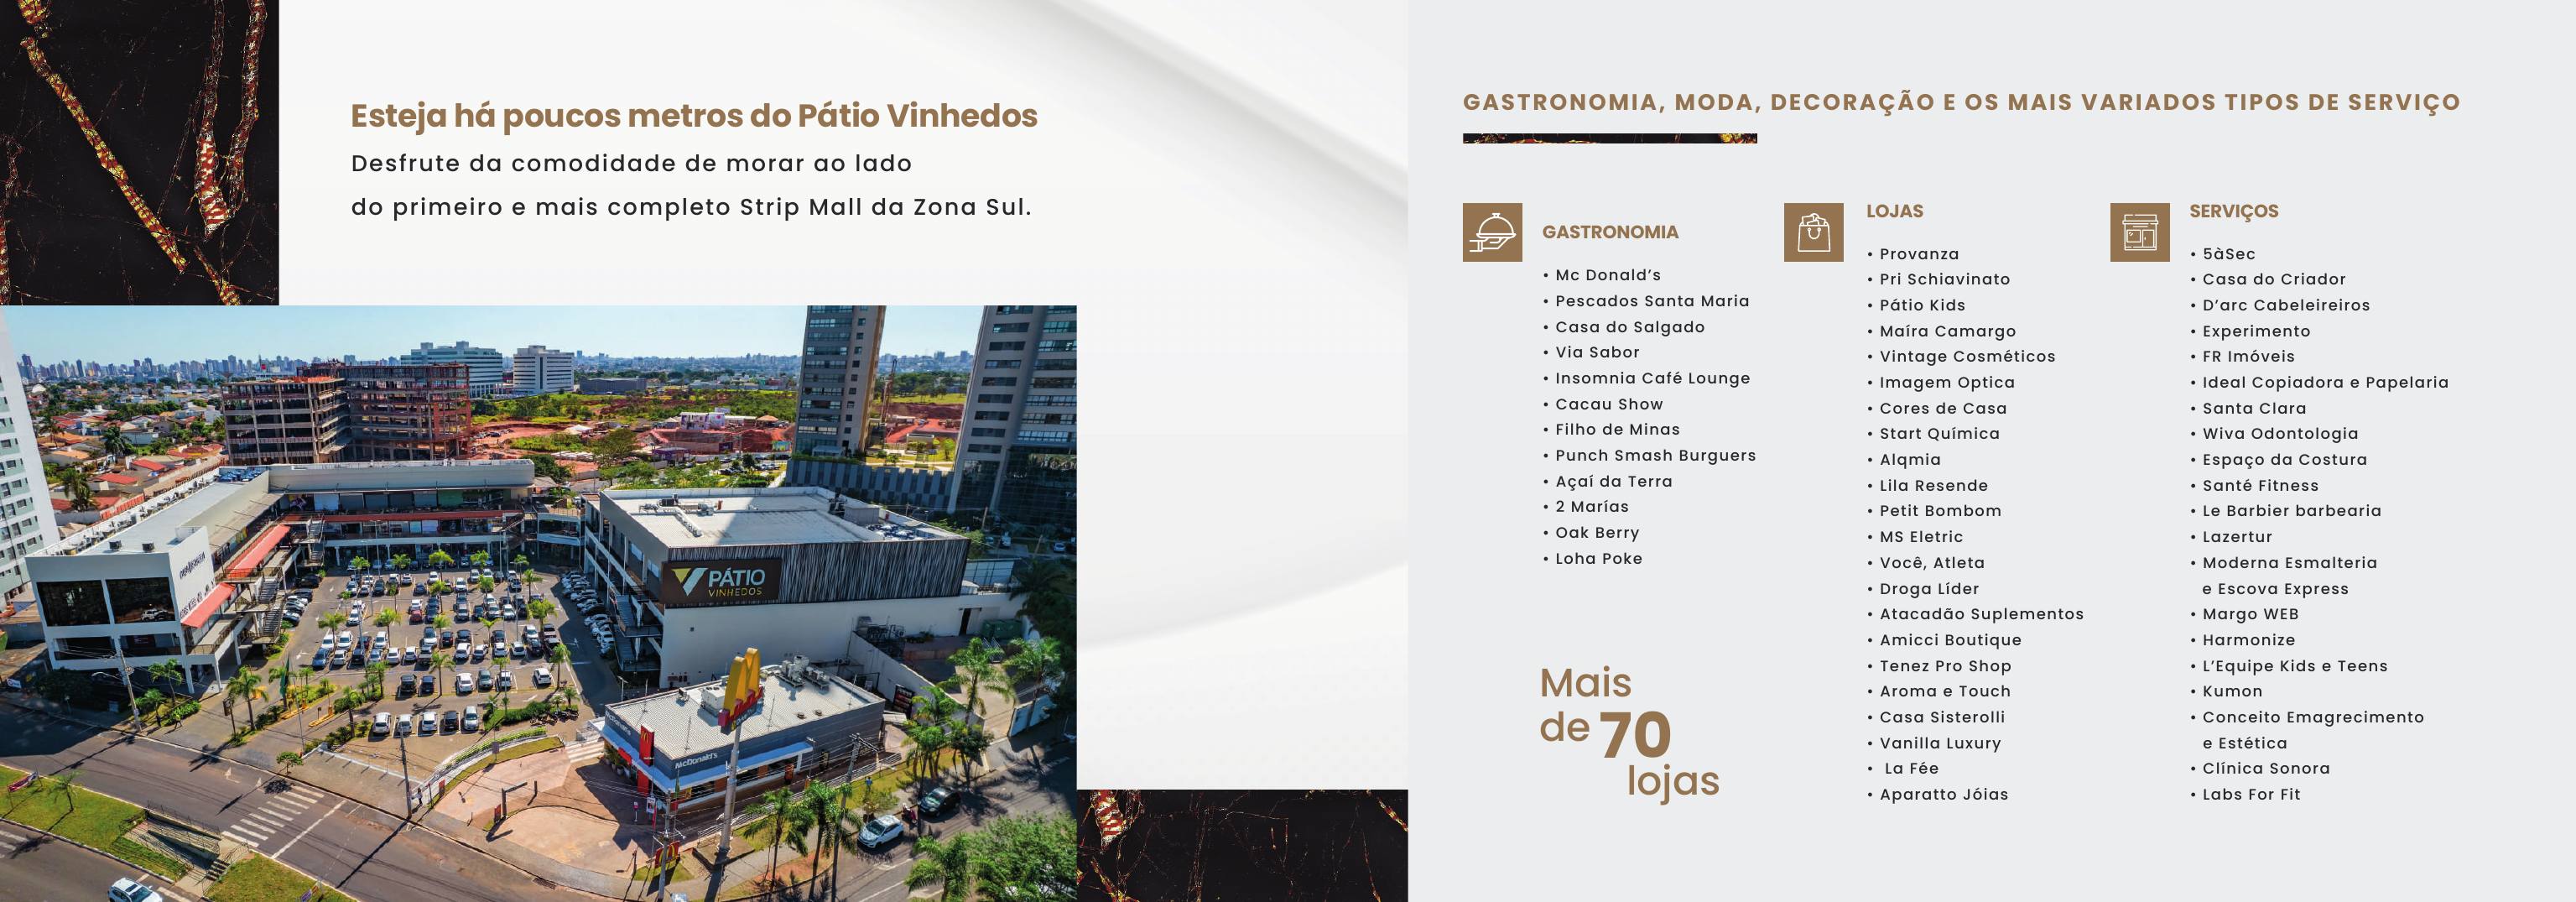 Esteja há poucos metros do Pátio Vinhedos
Desfrute da comodidade de morar ao lado
do primeiro e mais completo Strip Mall da Zona Sul.
PÁTIO
VINHEDOS
McDonald's
GASTRONOMIA, MODA, DECORAÇÃO E OS MAIS VARIADOS TIPOS DE SERVIÇO
GASTRONOMIA
• Mc Donald’s
• Pescados Santa Maria
• Casa do Salgado
• Via Sabor
• Insomnia Café Lounge
• Cacau Show
• Filho de Minas
• Punch Smash Burguers
• Açaí da Terra
• 2 Marías
• Oak Berry
• Loha Poke
Mais
de 70
lojas
LOJAS
• Provanza
• Pri Schiavinato
• Pátio Kids
• Maíra Camargo
• Vintage Cosméticos
• Imagem Optica
• Cores de Casa
• Start Química
• Alqmia
• Lila Resende
• Petit Bombom
• MS Eletric
• Você, Atleta
• Droga Líder
• Atacadão Suplementos
• Amicci Boutique
• Tenez Pro Shop
• Aroma e Touch
• Casa Sisterolli
• Vanilla Luxury
• La Fée
• Aparatto Jóias
SERVIÇOS
• 5àSec
• Casa do Criador
• D’arc Cabeleireiros
• Experimento
• FR Imóveis
• Ideal Copiadora e Papelaria
• Santa Clara
• Wiva Odontologia
• Espaço da Costura
• Santé Fitness
• Le Barbier barbearia
• Lazertur
• Moderna Esmalteria
e Escova Express
• Margo WEB
• Harmonize
• L’Equipe Kids e Teens
• Kumon
• Conceito Emagrecimento
e Estética
• Clínica Sonora
• Labs For Fit